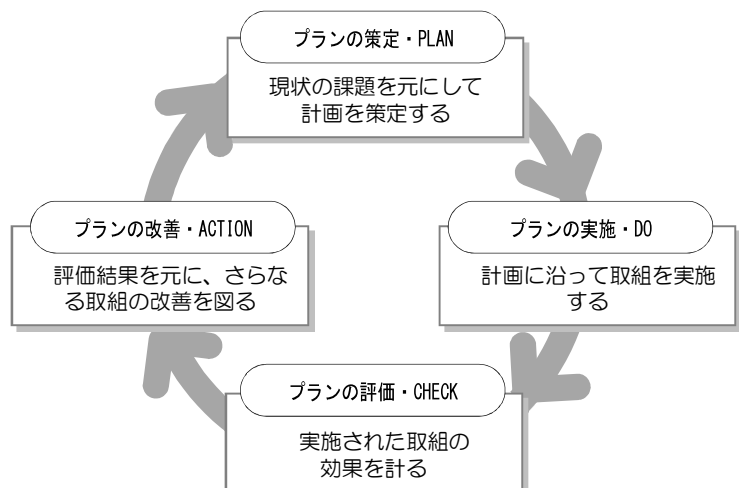 プランの策定・PLAN
現状の課題を元にして
計画を策定する
プランの改善・ACTION
評価結果を元に、さらな
る取組の改善を図る
プランの実施・DO
計画に沿って取組を実施
する
プランの評価・CHECK
実施された取組の
効果を計る